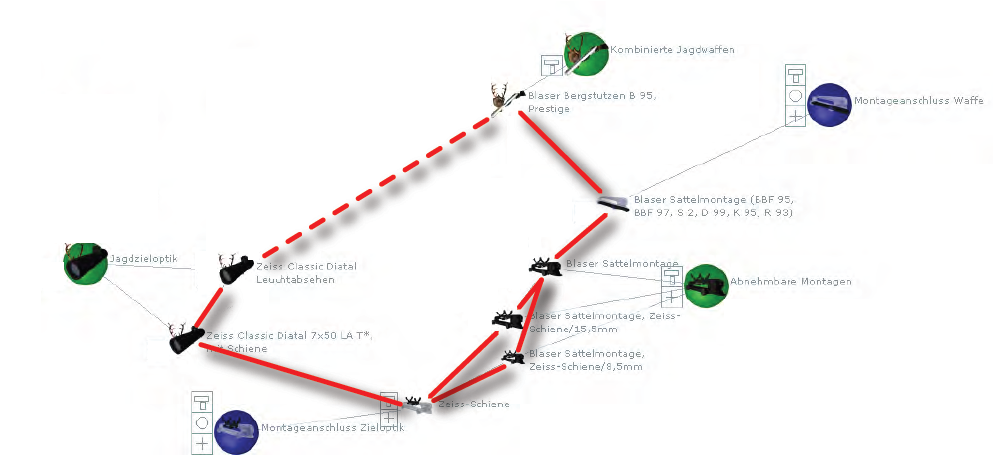 Kombinierte Jagdwaffen
Blaser Bergstutzen B 95,
Prestige
Montageanschluss Waffe
Blaser Sattelmontage (BBF 95,
BBF 97, S 2, D 99, K 95, R 93)
Jagdzieloptik
Zeiss Classic Diatal
Leuchtabsehen
Blaser Sattelmontage
Abnehmbare Montagen
Blaser Sattelmontage, Zeiss-
Schiene/15,5mm
Zeiss Classic Diatal 7x50 LA T*,
mit Schiene
Blaser Sattelmontage,
Zeiss-Schiene/8,5mm
Zeiss-Schiene
Montageanschluss Zieloptik